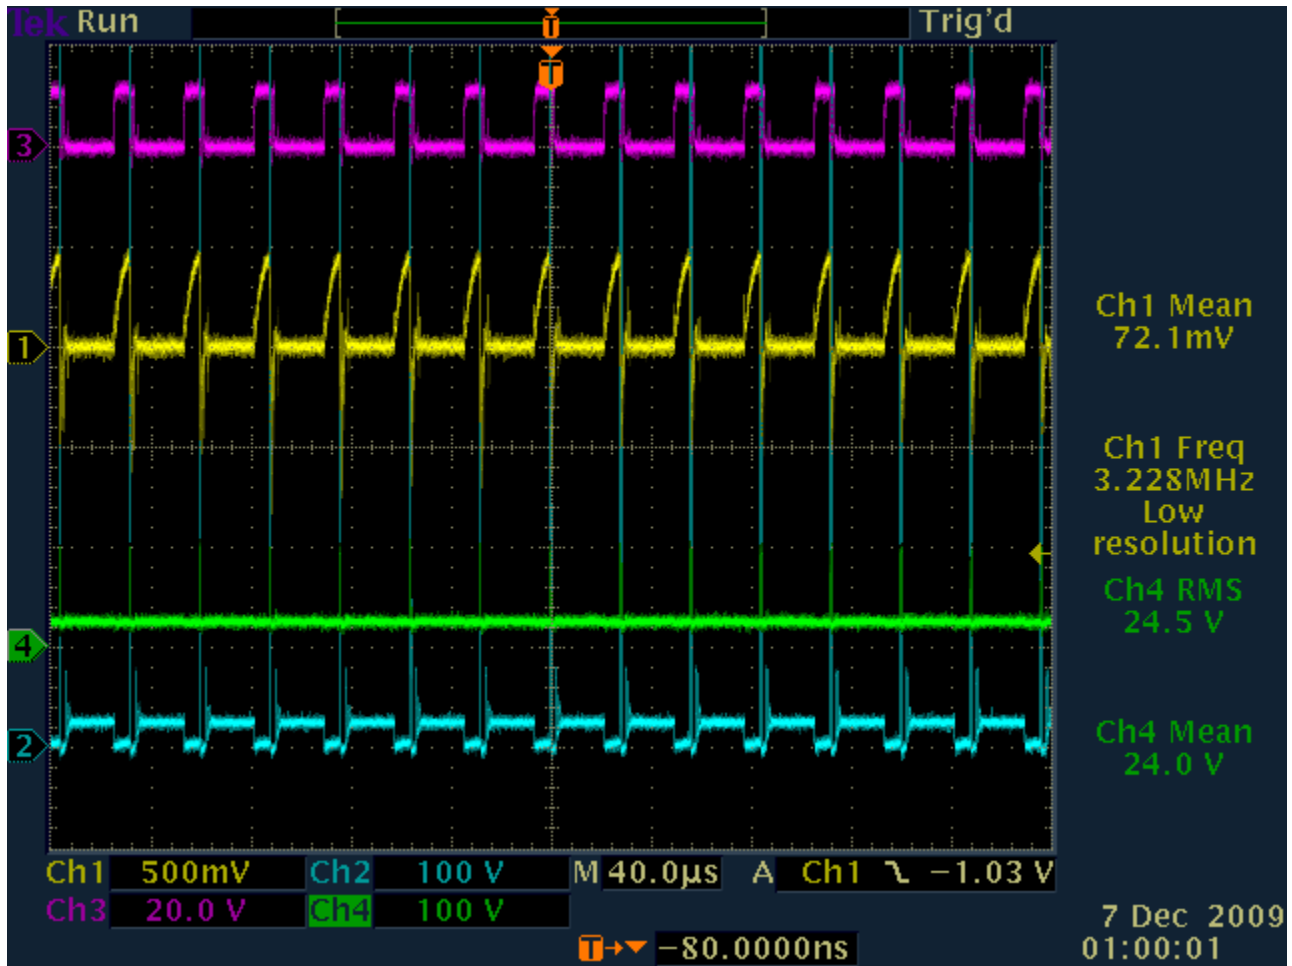 Tek Run Trig'd
T
T
3
1
4
2
Ch1 Mean
72.1mV
Ch1 Freq
3.228MHz
Low
resolution
Ch4 RMS
24.5 V
Ch4 Mean
24.0 V
Ch1 500mV Ch2 100 V M 40.0µs A Ch1 −1.03 V
Ch3 20.0 V Ch4 100 V
T −80.0000ns
7 Dec 2009
01:00:01